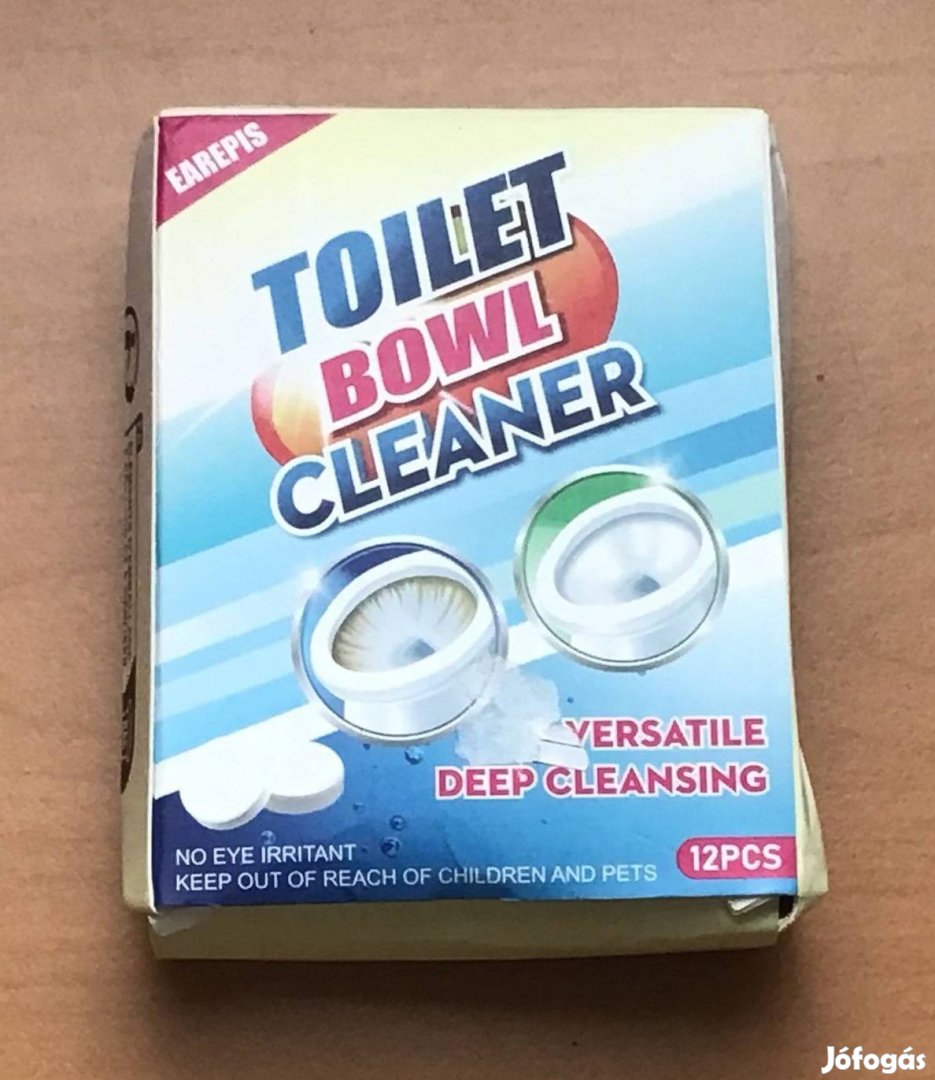 EAREPIS
TOILET
BOWL
CLEANER
VERSATILE
DEEP CLEANSING
NO EYE IRRITANT
KEEP OUT OF REACH OF CHILDREN AND PETS
12PCS
Jófogás